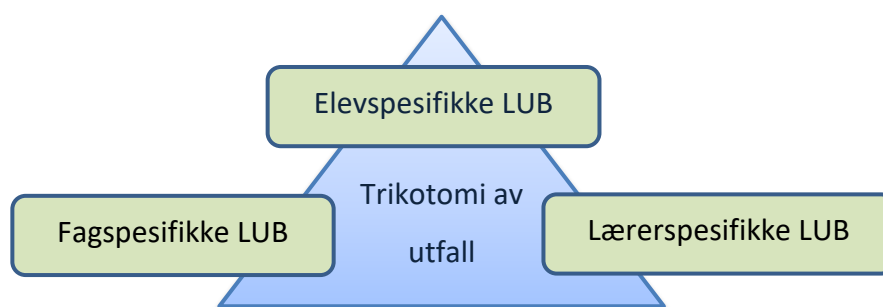 Elevspesifikke LUB
Trikotomi av
utfall
Fagspesifikke LUB
Lærerspesifikke LUB